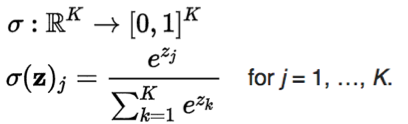 σ : ℝ^K → [0, 1]^K
σ(𝐳)_j = e^{z_j} / ∑_{k=1}^{K} e^{z_k} for j = 1, …, K.